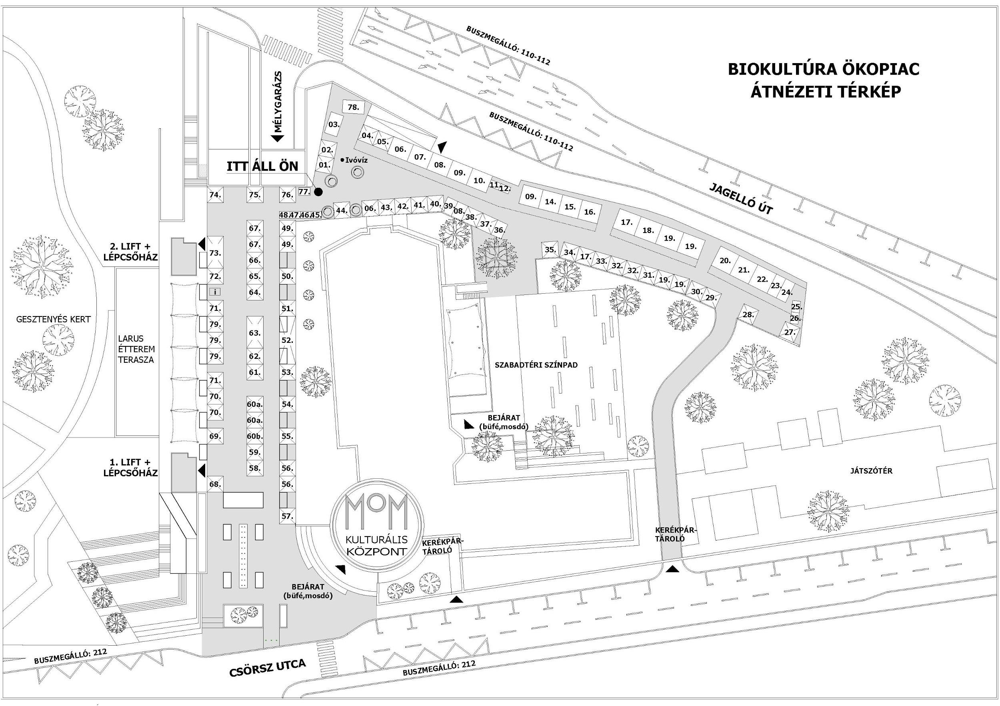 BIOKULTÚRA ÖKOPIAC
ÁTNÉZETI TÉRKÉP
BUSZMEGÁLLÓ: 110-112
BUSZMEGÁLLÓ: 110-112
JAGELLÓ ÚT
MÉLYGARÁZS
ITT ÁLL ÖN
78.
03.
02.
01.
Ivóvíz
04.
05.
06.
07.
08.
09.
10.
11.
12.
09.
14.
15.
16.
17.
18.
19.
19.
20.
21.
22.
23.
24.
25.
26.
27.
28.
29.
30.
19.
19.
31.
32.
32.
33.
17.
34.
35.
36.
37.
38.
08.
39.
40.
41.
42.
43.
06.
44.
45.
46.
47.
48.
74.
75.
76.
77.
49.
49.
50.
51.
52.
53.
54.
55.
56.
56.
57.
67.
67.
66.
65.
64.
63.
62.
61.
60a.
60a.
60b.
59.
58.
73.
72.
i
71.
79.
79.
79.
71.
70.
70.
69.
68.
2. LIFT +
LÉPCSŐHÁZ
GESZTENYÉS KERT
LARUS
ÉTTEREM
TERASZA
1. LIFT +
LÉPCSŐHÁZ
SZABADTÉRI SZÍNPAD
BEJÁRAT
(büfé,mosdó)
JÁTSZÓTÉR
MOM
KULTURÁLIS
KÖZPONT
KERÉKPÁR-
TÁROLÓ
KERÉKPÁR-
TÁROLÓ
BEJÁRAT
(büfé,mosdó)
BUSZMEGÁLLÓ: 212
CSÖRSZ UTCA
BUSZMEGÁLLÓ: 212